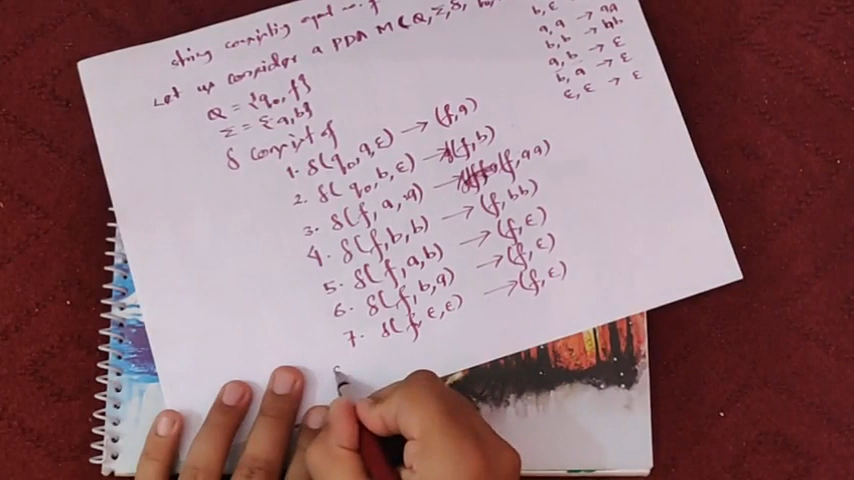 string consisting equal no. of
Let us consider a PDA M(Q, Σ, δ, q₀,
Q = {q₀, f}
Σ = {a, b}
δ consist of
1. δ(q₀, a, ε) → (f, a)
2. δ(q₀, b, ε) → (f, b)
3. δ(f, a, a) → (f, aa)
4. δ(f, b, b) → (f, bb)
5. δ(f, a, b) → (f, ε)
6. δ(f, b, a) → (f, ε)
7. δ(f, ε, ε) → (f, ε)
b, ε
a, a → aa
b, b → bb
a, b → ε
b, a → ε
ε, ε → ε